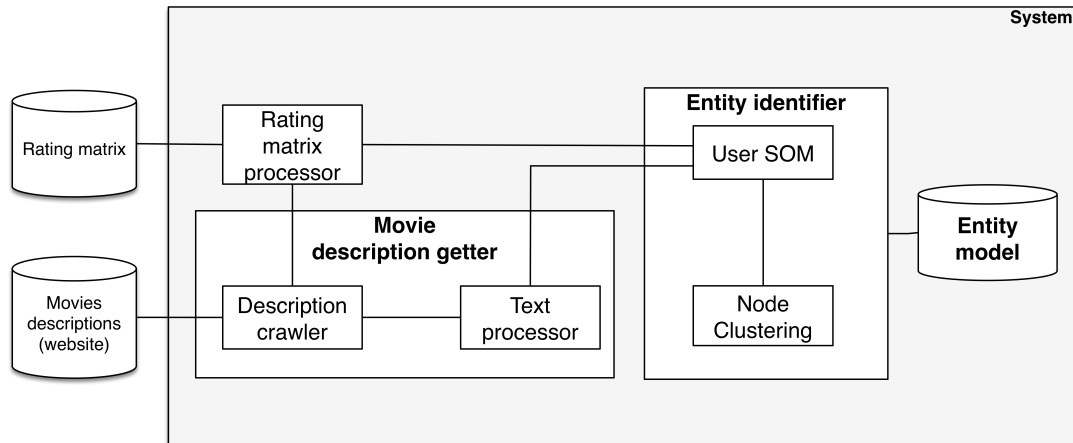 System
Rating matrix
Rating
matrix
processor
Entity identifier
User SOM
Movie
description getter
Entity
model
Movies
descriptions
(website)
Description
crawler
Text
processor
Node
Clustering